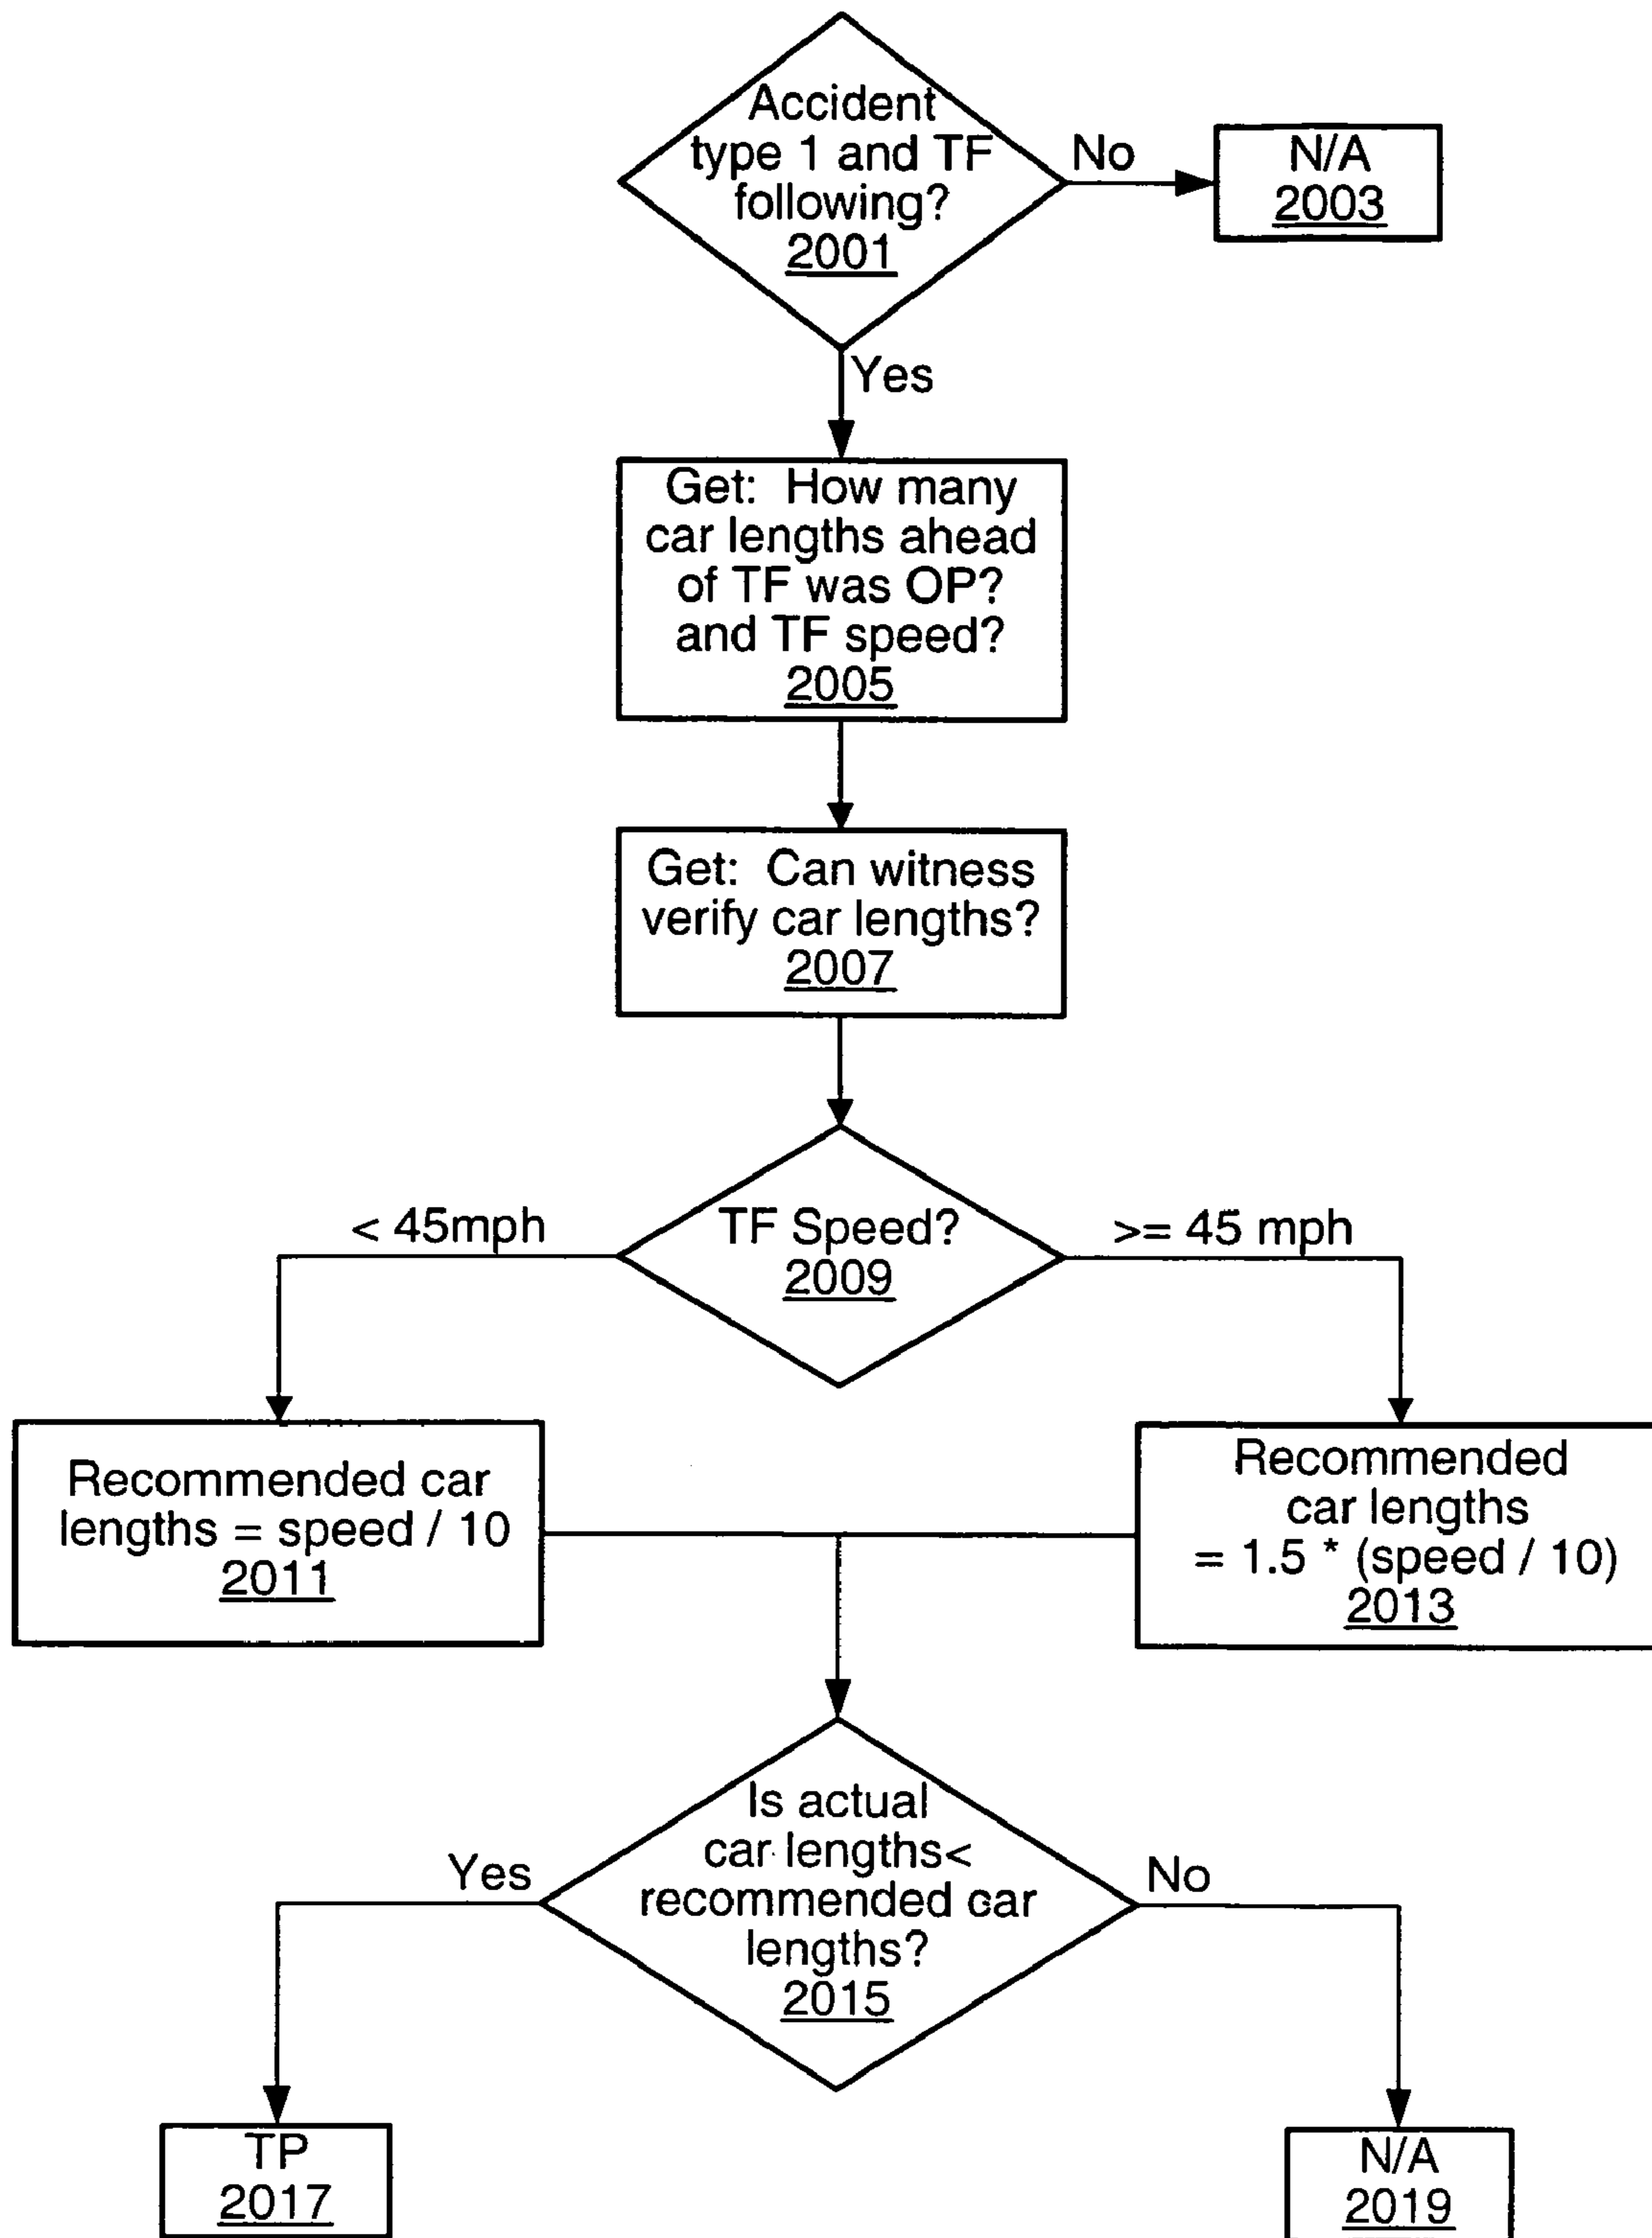 Accident
type 1 and TF
following?
2001
No
N/A
2003
Yes
Get: How many
car lengths ahead
of TF was OP?
and TF speed?
2005
Get: Can witness
verify car lengths?
2007
TF Speed?
2009
< 45mph
>= 45 mph
Recommended car
lengths = speed / 10
2011
Recommended
car lengths
= 1.5 * (speed / 10)
2013
Is actual
car lengths<
recommended car
lengths?
2015
Yes
No
TP
2017
N/A
2019